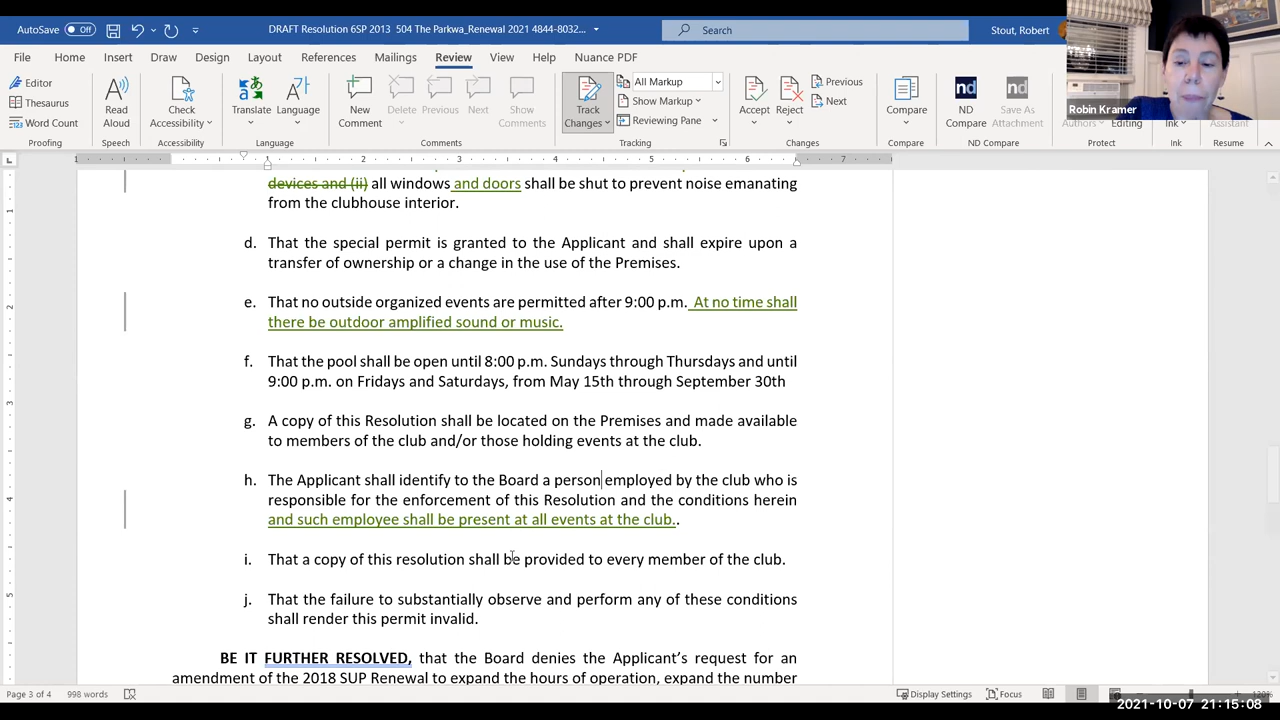 AutoSave Off DRAFT Resolution 6SP 2013 504 The Parkwa_Renewal 2021 4844-8032... Search Stout, Robert
File Home Insert Draw Design Layout References Mailings Review View Help Nuance PDF
Editor
Thesaurus
Word Count
Proofing
Read Aloud
Speech
Check Accessibility
Accessibility
Translate Language
Language
New Comment Delete Previous Next Show Comments
Comments
Track Changes
All Markup
Show Markup
Reviewing Pane
Tracking
Accept Reject Previous
Next
Changes
Compare
Compare
ND Compare Save As Attachment
ND Compare
Authors Editing
Protect
Ink
Ink
Assistant
Resume
Robin Kramer
1 1 2 3 4 5 6 7
devices and (ii) all windows and doors shall be shut to prevent noise emanating
from the clubhouse interior.
d. That the special permit is granted to the Applicant and shall expire upon a
transfer of ownership or a change in the use of the Premises.
e. That no outside organized events are permitted after 9:00 p.m. At no time shall
there be outdoor amplified sound or music.
f. That the pool shall be open until 8:00 p.m. Sundays through Thursdays and until
9:00 p.m. on Fridays and Saturdays, from May 15th through September 30th
g. A copy of this Resolution shall be located on the Premises and made available
to members of the club and/or those holding events at the club.
h. The Applicant shall identify to the Board a person employed by the club who is
responsible for the enforcement of this Resolution and the conditions herein
and such employee shall be present at all events at the club..
i. That a copy of this resolution shall be provided to every member of the club.
j. That the failure to substantially observe and perform any of these conditions
shall render this permit invalid.
BE IT FURTHER RESOLVED, that the Board denies the Applicant's request for an
amendment of the 2018 SUP Renewal to expand the hours of operation, expand the number
Page 3 of 4 998 words Display Settings Focus 120%
2021-10-07 21:15:08